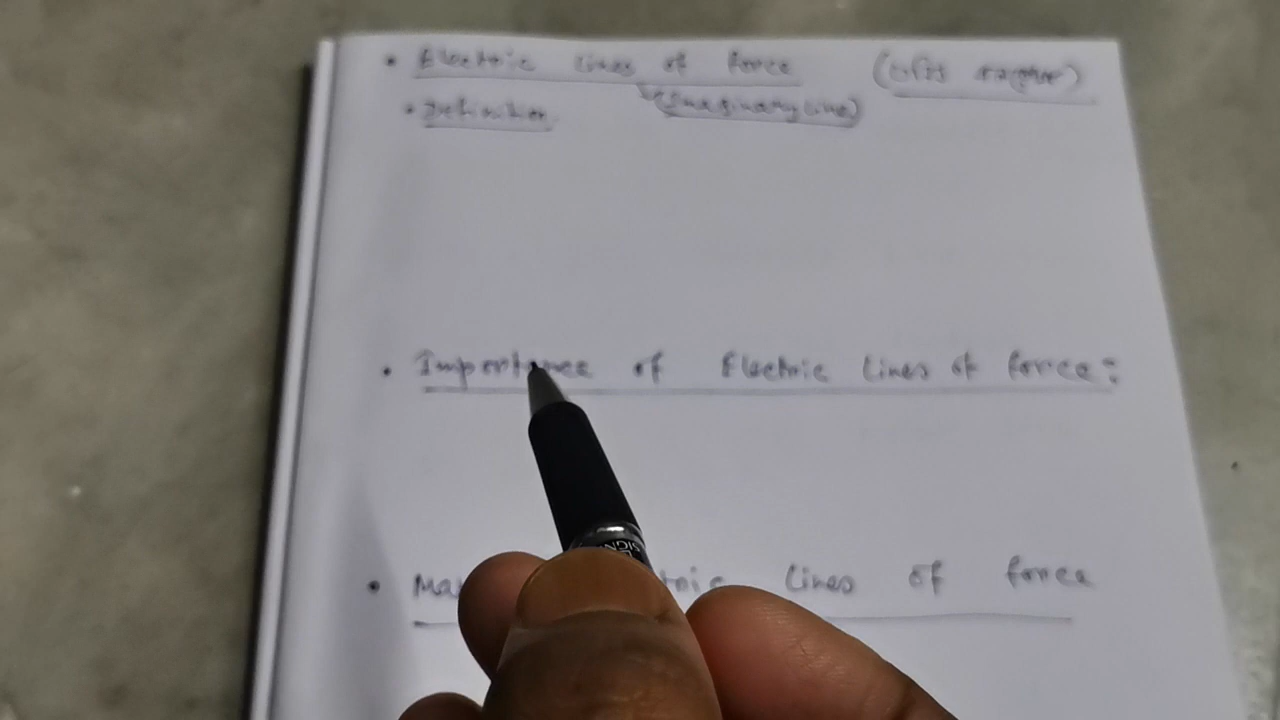 • Electric lines of force
(Imaginary line)
• Definition
• Importance of Electric Lines of force:
• lines of force